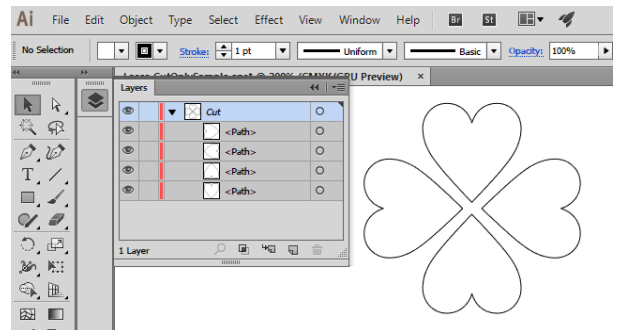 Ai File Edit Object Type Select Effect View Window Help Br St
No Selection Stroke: 1 pt Uniform Basic Opacity: 100%
Layers
Cut
<Path>
<Path>
<Path>
<Path>
1 Layer